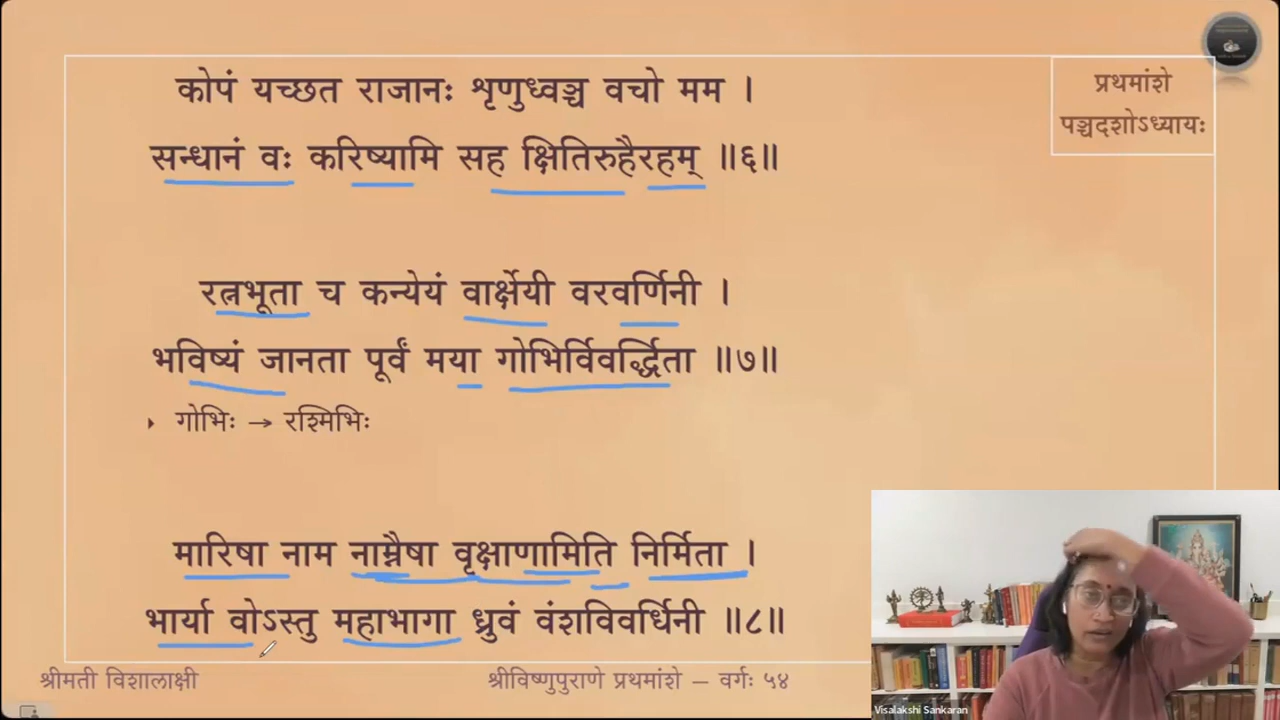 कोपं यच्छत राजानः शृणुध्वञ्च वचो मम ।
सन्धानं वः करिष्यामि सह क्षितिरुहैरहम् ॥६॥
प्रथमांशे
पञ्चदशोऽध्यायः
रत्नभूता च कन्येयं वार्क्षेयी वरवर्णिनी ।
भविष्यं जानता पूर्वं मया गोभिर्विवर्द्धिता ॥७॥
गोभिः → रश्मिभिः
मारिषा नाम नाम्नैषा वृक्षाणामिति निर्मिता ।
भार्या वोऽस्तु महाभागा ध्रुवं वंशविवर्धिनी ॥८॥
श्रीमती विशालाक्षी
श्रीविष्णुपुराणे प्रथमांशे – वर्गः ५४
Visalakshi Sankaran